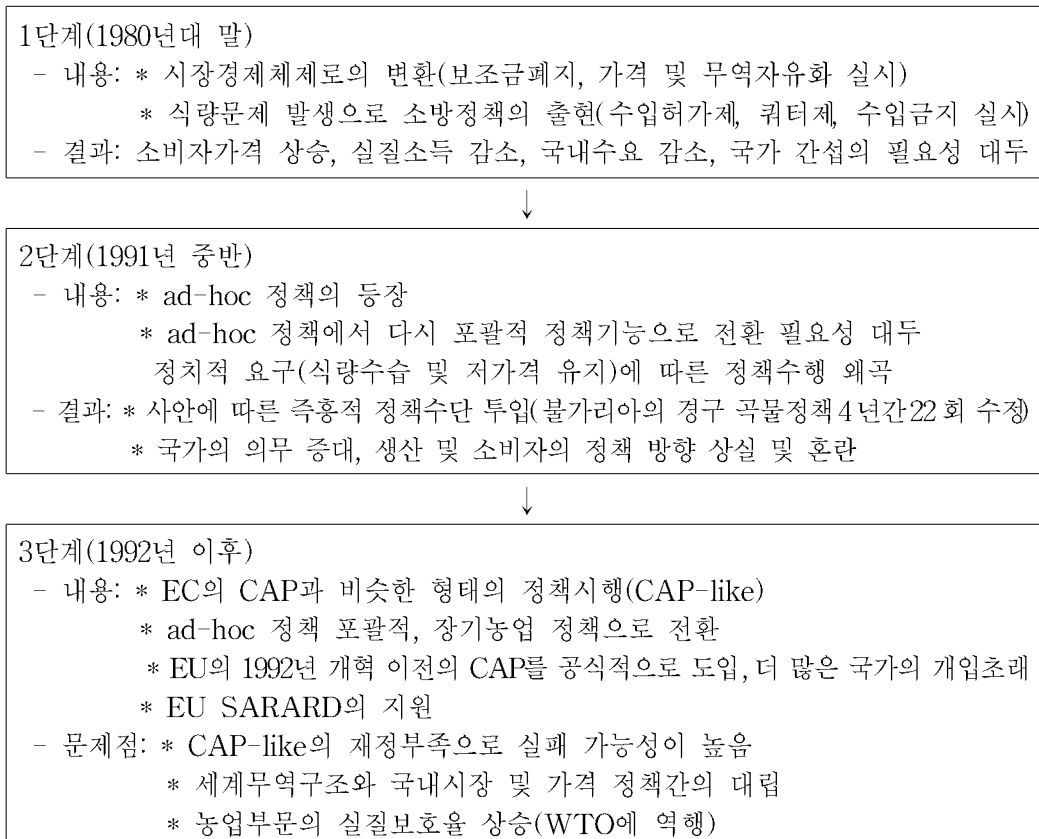 1단계(1980년대 말)
- 내용: * 시장경제체제로의 변환(보조금폐지, 가격 및 무역자유화 실시)
* 식량문제 발생으로 소방정책의 출현(수입허가제, 쿼터제, 수입금지 실시)
- 결과: 소비자가격 상승, 실질소득 감소, 국내수요 감소, 국가 간섭의 필요성 대두
↓
2단계(1991년 중반)
- 내용: * ad-hoc 정책의 등장
* ad-hoc 정책에서 다시 포괄적 정책기능으로 전환 필요성 대두
정치적 요구(식량수습 및 저가격 유지)에 따른 정책수행 왜곡
- 결과: * 사안에 따른 즉흥적 정책수단 투입(불가리아의 경구 곡물정책 4년간 22회 수정)
* 국가의 의무 증대, 생산 및 소비자의 정책 방향 상실 및 혼란
↓
3단계(1992년 이후)
- 내용: * EC의 CAP과 비슷한 형태의 정책시행(CAP-like)
* ad-hoc 정책 포괄적, 장기농업 정책으로 전환
* EU의 1992년 개혁 이전의 CAP를 공식적으로 도입, 더 많은 국가의 개입초래
* EU SARARD의 지원
- 문제점: * CAP-like의 재정부족으로 실패 가능성이 높음
* 세계무역구조와 국내시장 및 가격 정책간의 대립
* 농업부문의 실질보호율 상승(WTO에 역행)